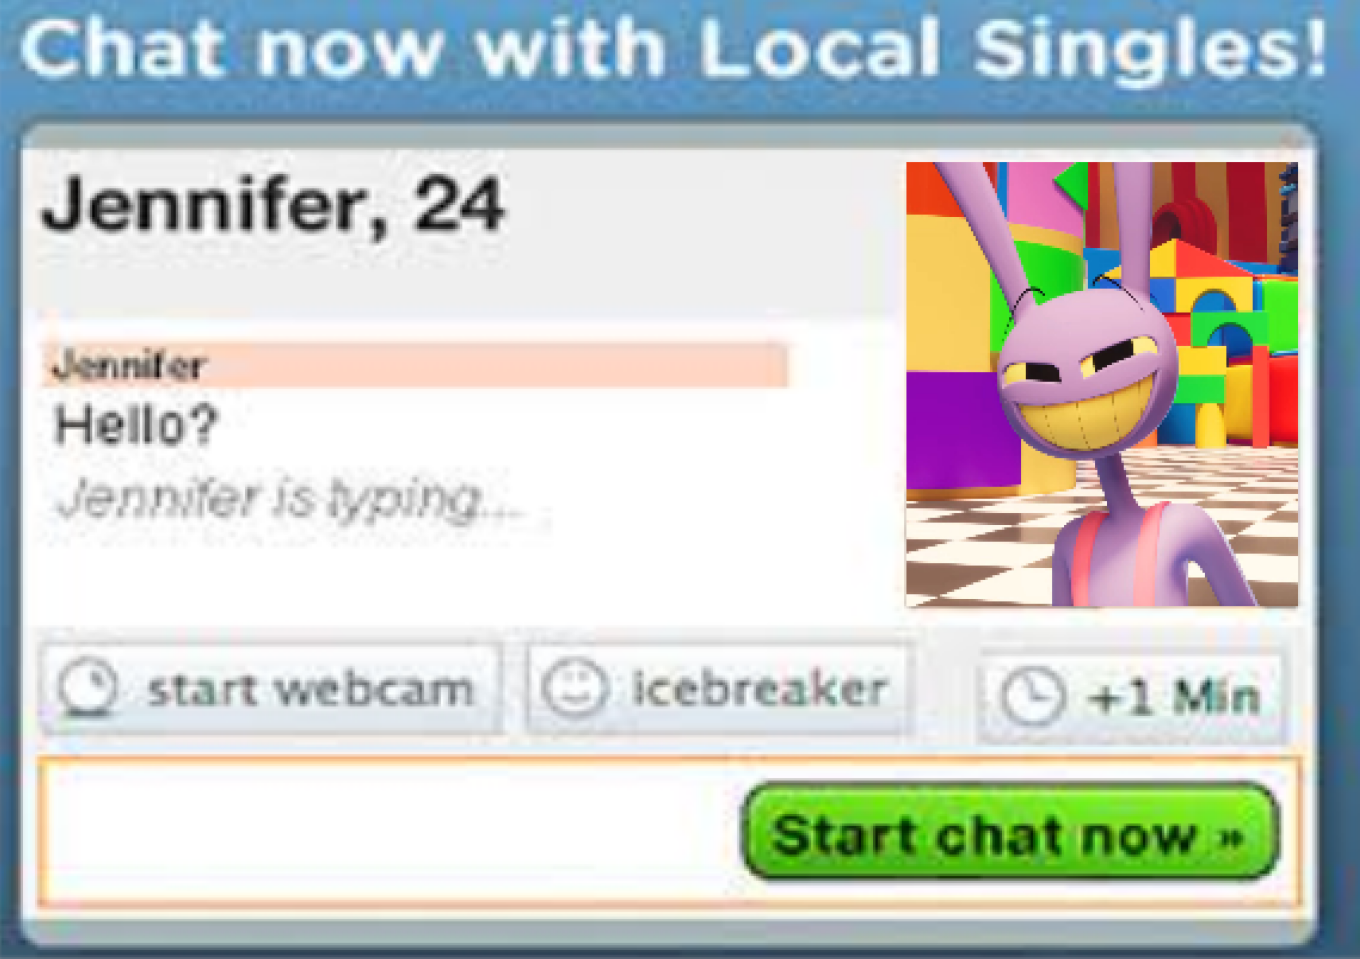 Chat now with Local Singles!
Jennifer, 24
Jennifer
Hello?
Jennifer is typing...
start webcam
icebreaker
+1 Min
Start chat now »